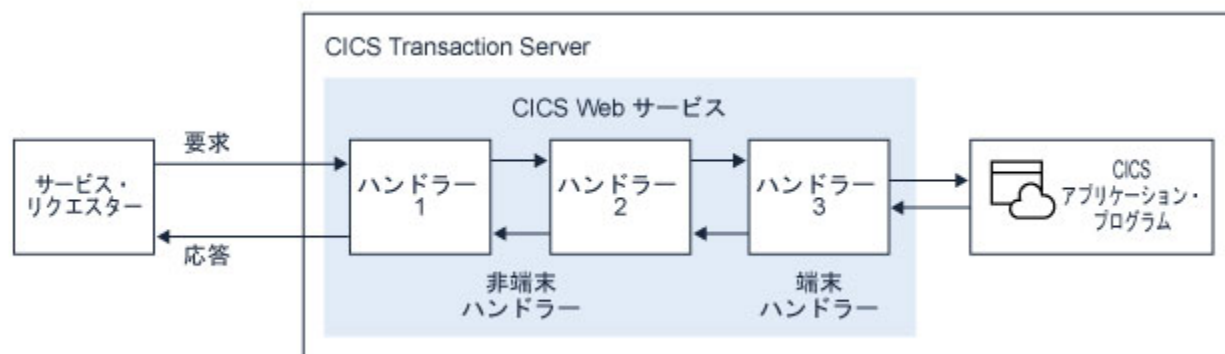 CICS Transaction Server
CICS Web サービス
要求
サービス・
リクエスター
応答
ハンドラー
1
ハンドラー
2
ハンドラー
3
CICS
アプリケーション・
プログラム
非端末
ハンドラー
端末
ハンドラー